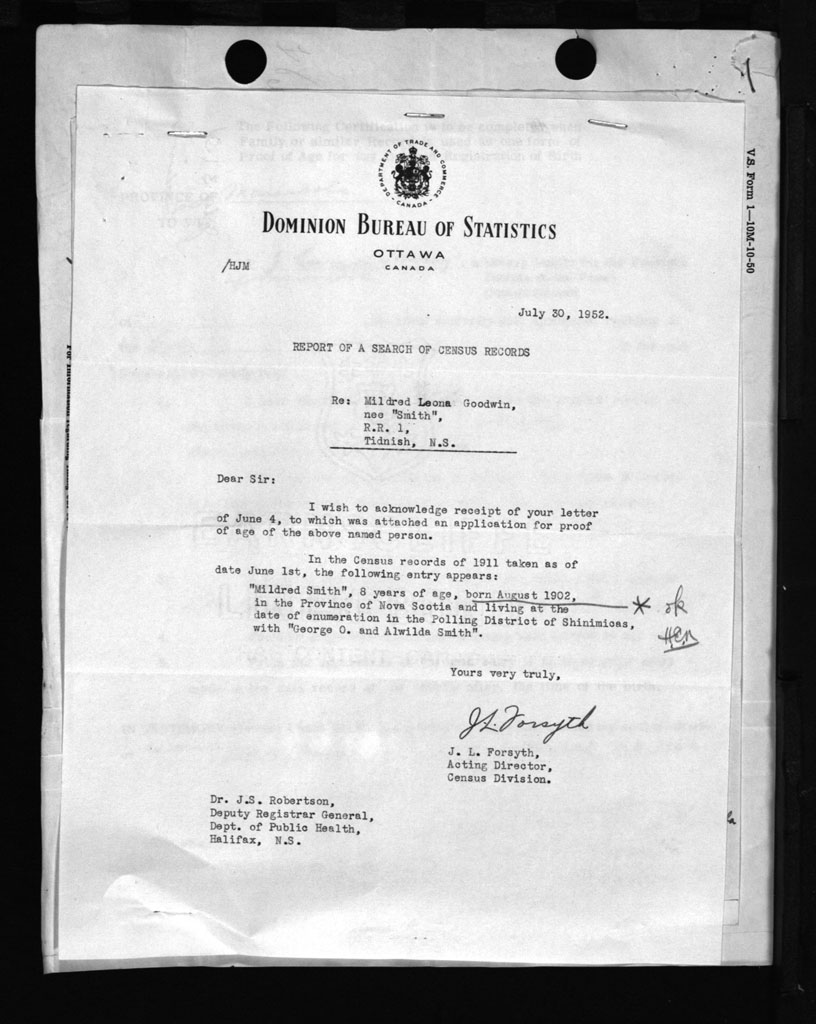 V.S. Form 1—10M-10-50
DEPARTMENT OF TRADE AND COMMERCE
CANADA
DOMINION BUREAU OF STATISTICS
OTTAWA
CANADA
/HJM
July 30, 1952.
REPORT OF A SEARCH OF CENSUS RECORDS
Re: Mildred Leona Goodwin,
nee "Smith",
R.R. 1,
Tidnish, N.S.
Dear Sir:
I wish to acknowledge receipt of your letter
of June 4, to which was attached an application for proof
of age of the above named person.
In the Census records of 1911 taken as of
date June 1st, the following entry appears:
"Mildred Smith", 8 years of age, born August 1902,
in the Province of Nova Scotia and living at the
date of enumeration in the Polling District of Shinimicas,
with "George O. and Alwilda Smith".
* ok
Yours very truly,
J.L. Forsyth
J. L. Forsyth,
Acting Director,
Census Division.
Dr. J.S. Robertson,
Deputy Registrar General,
Dept. of Public Health,
Halifax, N.S.